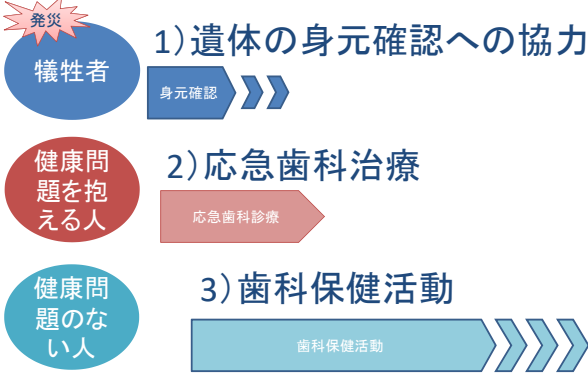 発災
犠牲者
1）遺体の身元確認への協力
身元確認
健康問
題を抱
える人
2）応急歯科治療
応急歯科診療
健康問
題のな
い人
3）歯科保健活動
歯科保健活動